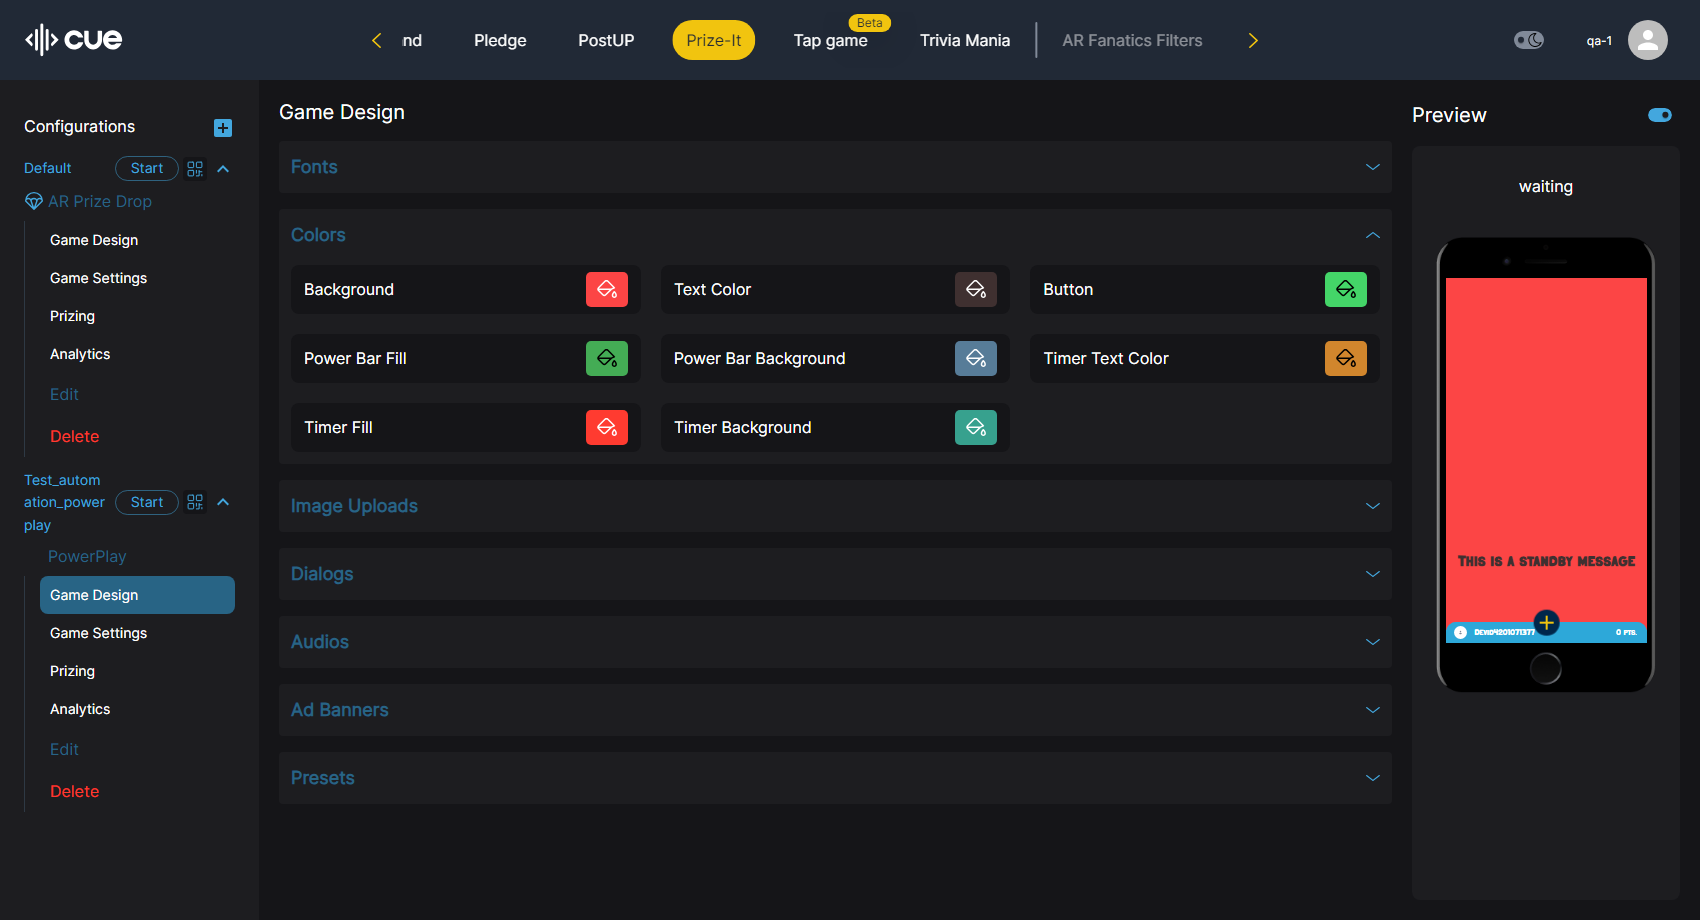 cue
nd
Pledge
PostUP
Prize-It
Tap game
Beta
Trivia Mania
AR Fanatics Filters
qa-1
Configurations
Default
Start
AR Prize Drop
Game Design
Game Settings
Prizing
Analytics
Edit
Delete
Test_autom
ation_power
play
Start
PowerPlay
Game Design
Game Settings
Prizing
Analytics
Edit
Delete
Game Design
Fonts
Colors
Background
Text Color
Button
Power Bar Fill
Power Bar Background
Timer Text Color
Timer Fill
Timer Background
Image Uploads
Dialogs
Audios
Ad Banners
Presets
Preview
waiting
This is a standby message
0 pts.